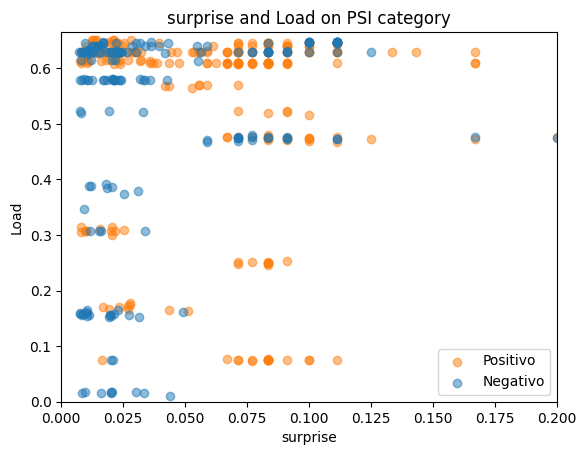 surprise and Load on PSI category
Load
0.6
0.5
0.4
0.3
0.2
0.1
0.0
0.000 0.025 0.050 0.075 0.100 0.125 0.150 0.175 0.200
surprise
Positivo
Negativo